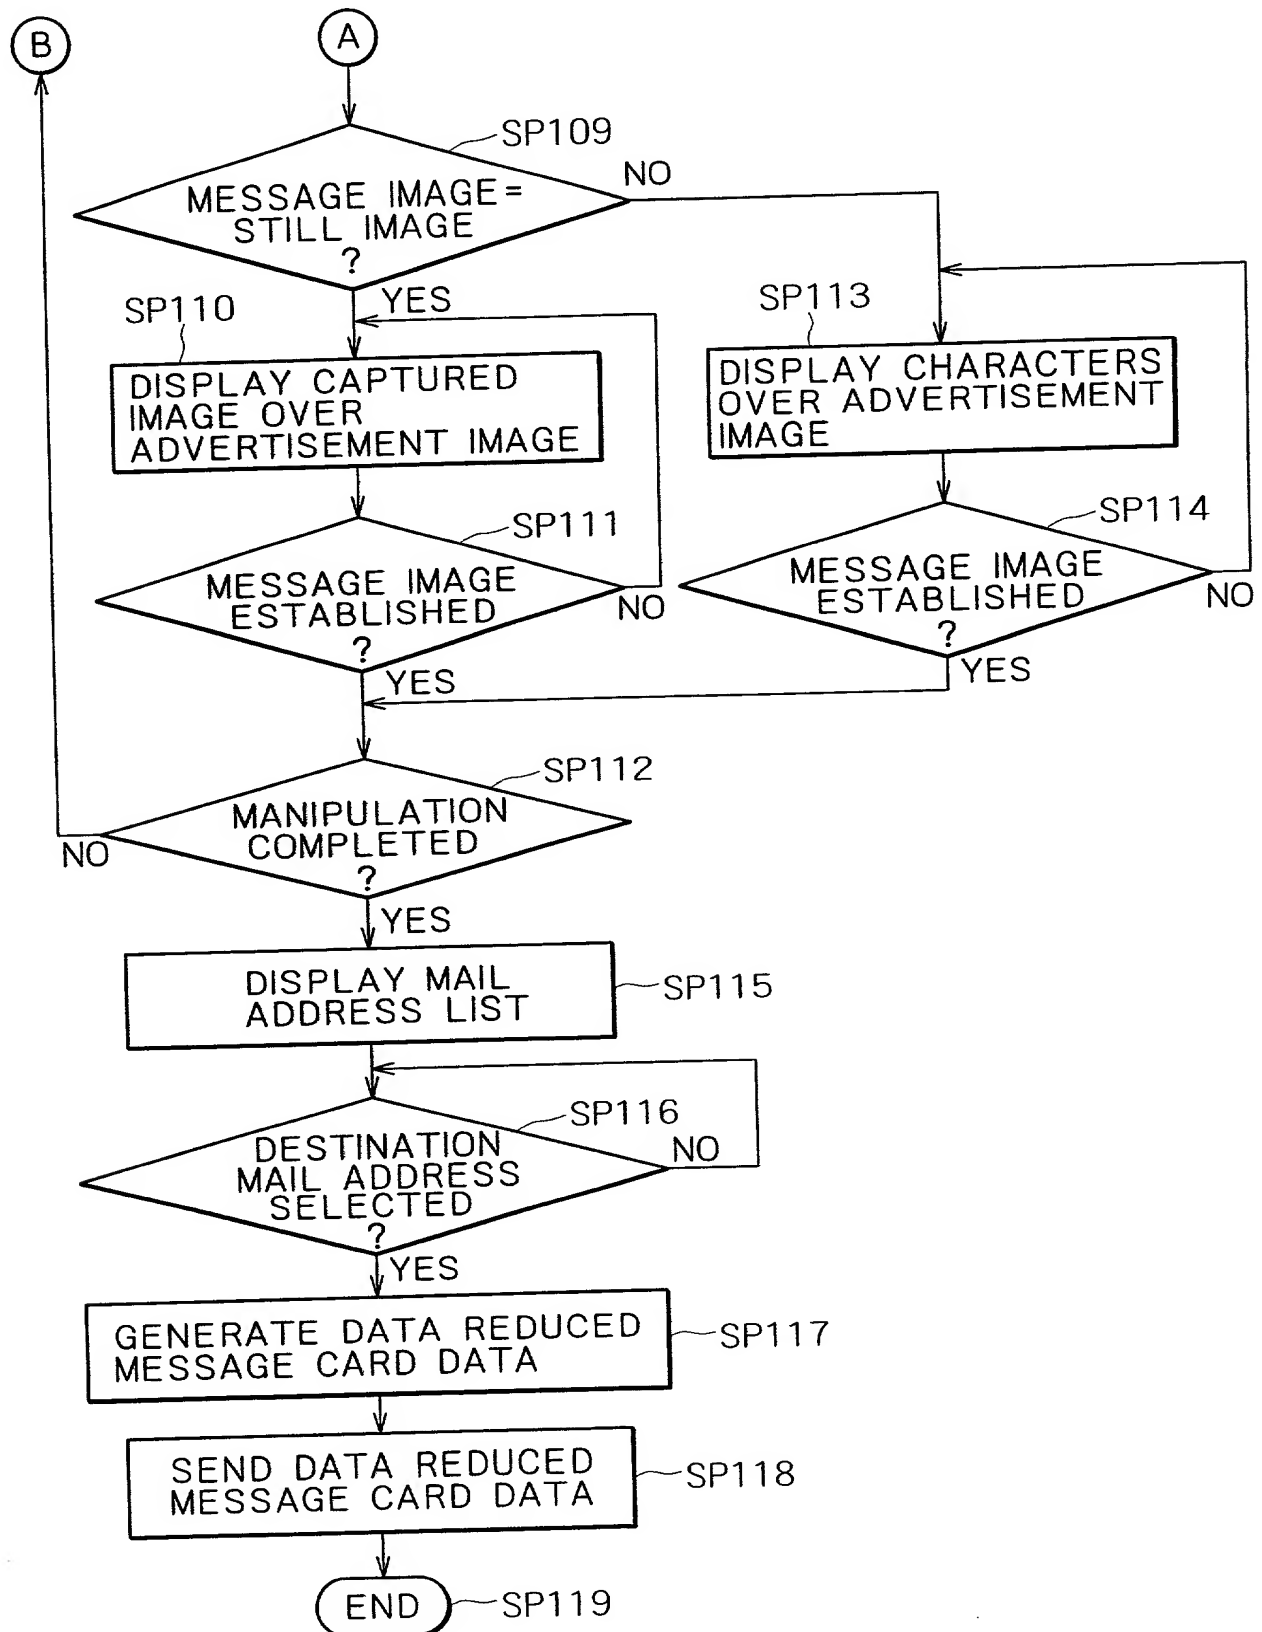 B
A
SP109
MESSAGE IMAGE=
STILL IMAGE
?
NO
YES
SP110
DISPLAY CAPTURED
IMAGE OVER
ADVERTISEMENT IMAGE
SP113
DISPLAY CHARACTERS
OVER ADVERTISEMENT
IMAGE
SP111
MESSAGE IMAGE
ESTABLISHED
?
NO
YES
SP114
MESSAGE IMAGE
ESTABLISHED
?
NO
YES
SP112
MANIPULATION
COMPLETED
?
NO
YES
DISPLAY MAIL
ADDRESS LIST
SP115
SP116
DESTINATION
MAIL ADDRESS
SELECTED
?
NO
YES
GENERATE DATA REDUCED
MESSAGE CARD DATA
SP117
SEND DATA REDUCED
MESSAGE CARD DATA
SP118
END
SP119